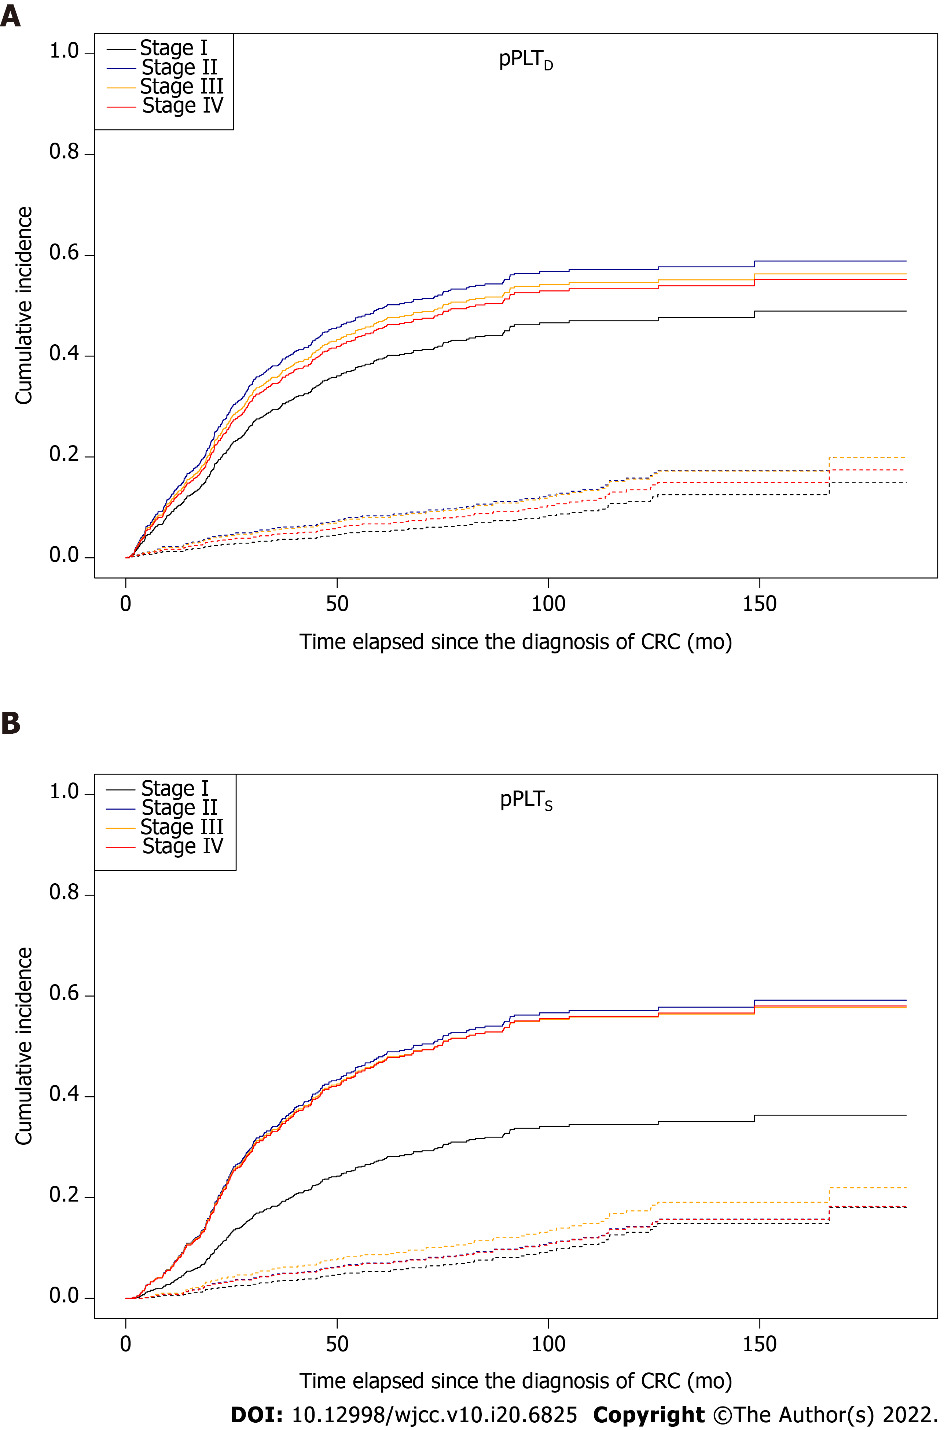 A
Stage I
Stage II
Stage III
Stage IV
pPLTD
1.0
0.8
0.6
0.4
0.2
0.0
Cumulative incidence
0 50 100 150
Time elapsed since the diagnosis of CRC (mo)
B
Stage I
Stage II
Stage III
Stage IV
pPLTS
1.0
0.8
0.6
0.4
0.2
0.0
Cumulative incidence
0 50 100 150
Time elapsed since the diagnosis of CRC (mo)
DOI: 10.12998/wjcc.v10.i20.6825 Copyright ©The Author(s) 2022.